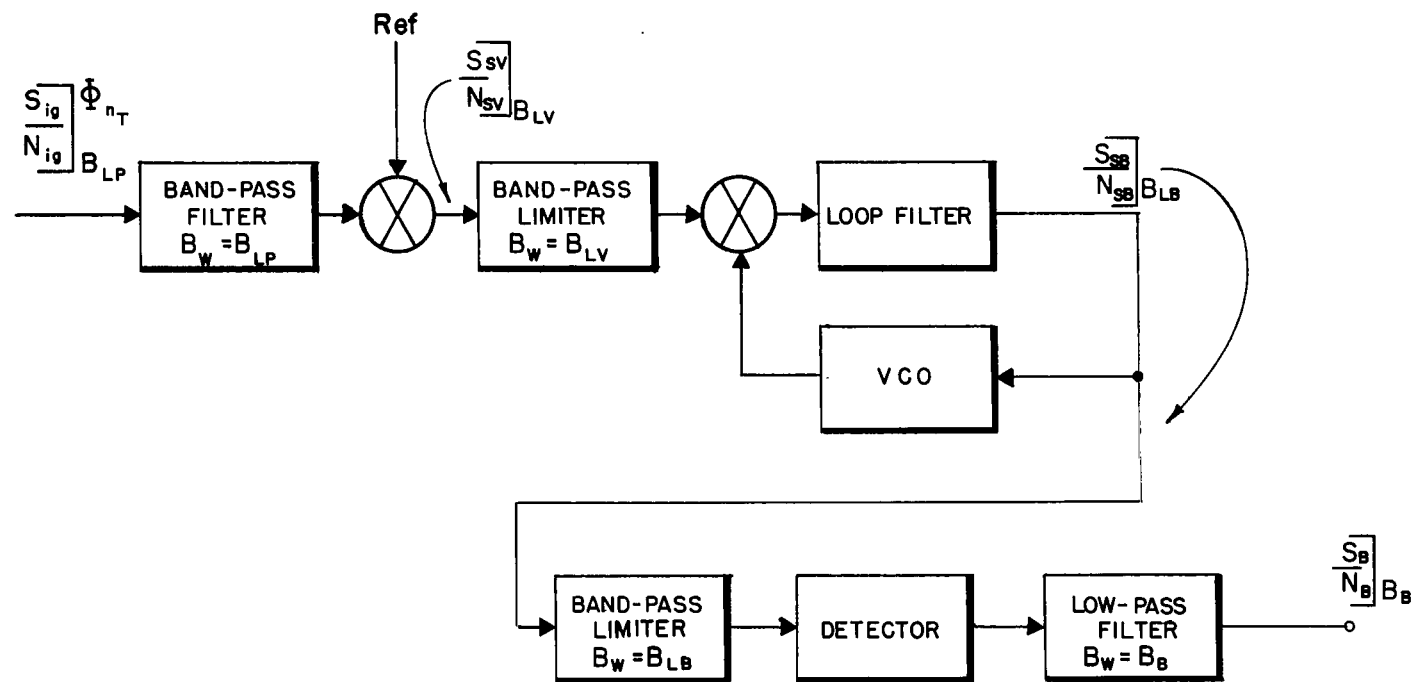 Ref
S_ig / N_ig ]B_LP Φ_nT
S_SV / N_SV ]B_LV
BAND-PASS
FILTER
B_W = B_LP
BAND-PASS
LIMITER
B_W = B_LV
LOOP FILTER
S_SB / N_SB ]B_LB
VCO
BAND-PASS
LIMITER
B_W = B_LB
DETECTOR
LOW-PASS
FILTER
B_W = B_B
S_B / N_B ]B_B